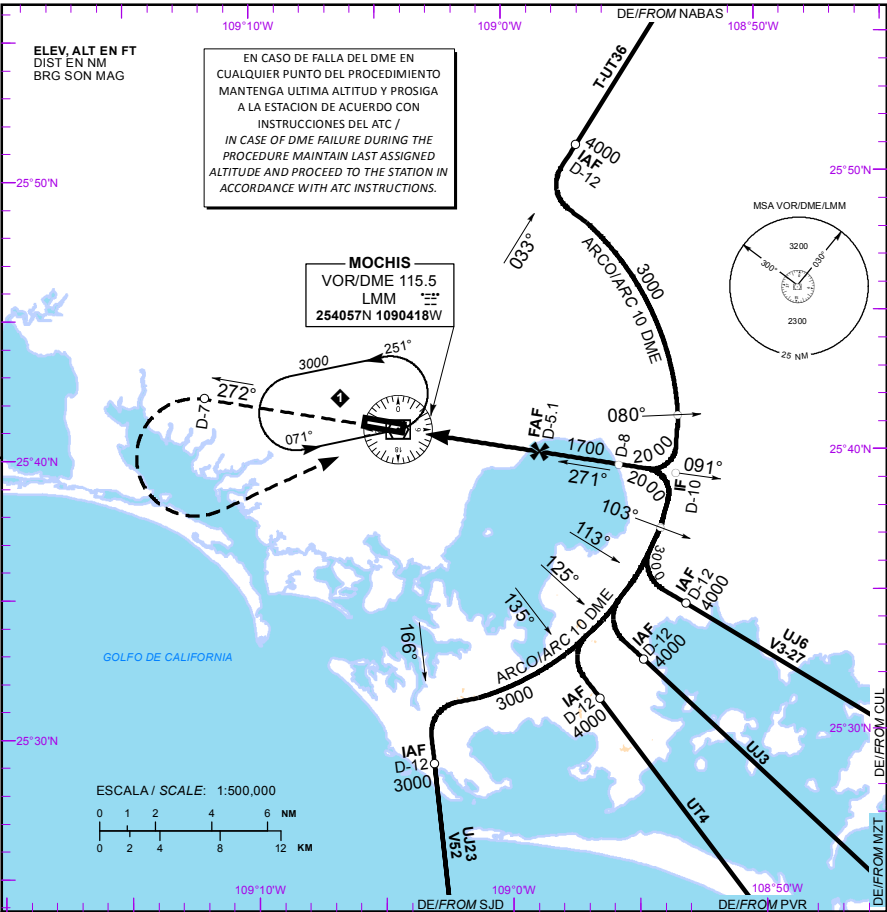 DE/FROM NABAS
109°10'W
109°0'W
108°50'W
ELEV, ALT EN FT
DIST EN NM
BRG SON MAG
EN CASO DE FALLA DEL DME EN
CUALQUIER PUNTO DEL PROCEDIMIENTO
MANTENGA ULTIMA ALTITUD Y PROSIGA
A LA ESTACION DE ACUERDO CON
INSTRUCCIONES DEL ATC /
IN CASE OF DME FAILURE DURING THE
PROCEDURE MAINTAIN LAST ASSIGNED
ALTITUDE AND PROCEED TO THE STATION IN
ACCORDANCE WITH ATC INSTRUCTIONS.
T-UT36
4000
IAF
D-12
25°50'N
25°50'N
033°
ARCO/ARC 10 DME
3000
MSA VOR/DME/LMM
3200
300°
030°
2300
25 NM
MOCHIS
VOR/DME 115.5
LMM
254057N 1090418W
3000
251°
272°
D-7
1
071°
0
18
080°
FAF
D-5.1
1700
D-8
2000
2000
271°
091°
IF
D-10
25°40'N
25°40'N
103°
113°
125°
135°
166°
3000
IAF
D-12
4000
UJ6
V3-27
IAF
D-12
4000
UJ3
IAF
D-12
4000
UT4
ARCO/ARC 10 DME
3000
GOLFO DE CALIFORNIA
IAF
D-12
3000
UJ23
V52
25°30'N
25°30'N
DE/FROM CUL
DE/FROM MZT
ESCALA / SCALE: 1:500,000
0 1 2 4 6 NM
0 2 4 8 12 KM
109°10'W
109°0'W
108°50'W
DE/FROM SJD
DE/FROM PVR